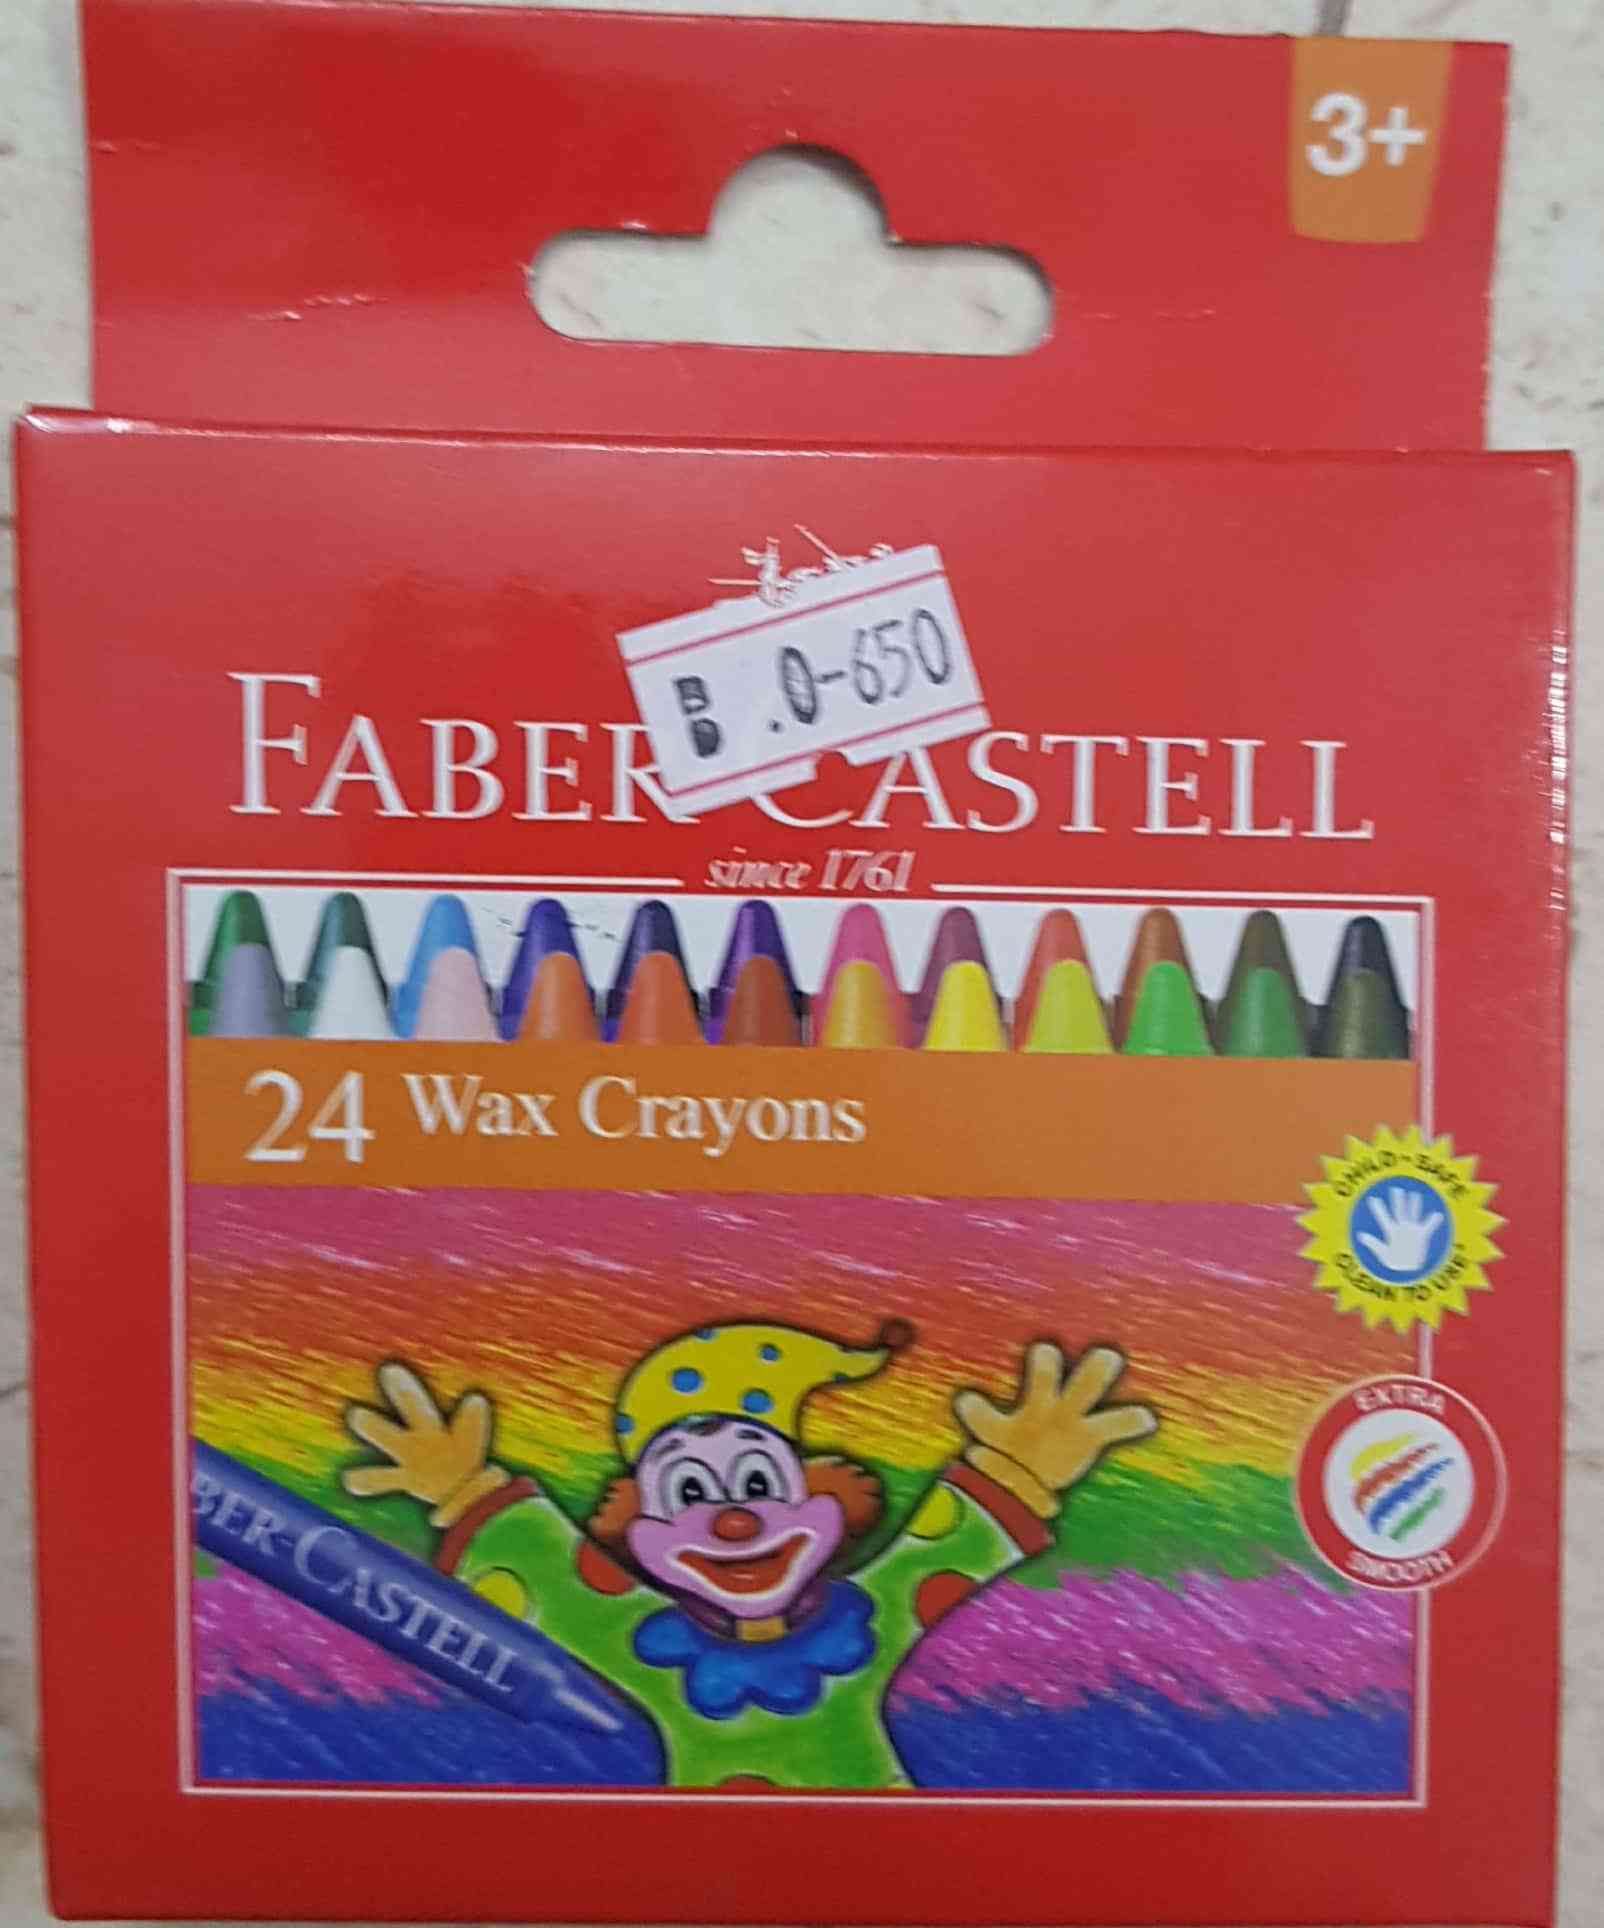 3+
BD .0-650
FABER-CASTELL
since 1761
24 Wax Crayons
CHILD-SAFE
CLEAN TO USE!
EXTRA
SMOOTH
BER-CASTELL